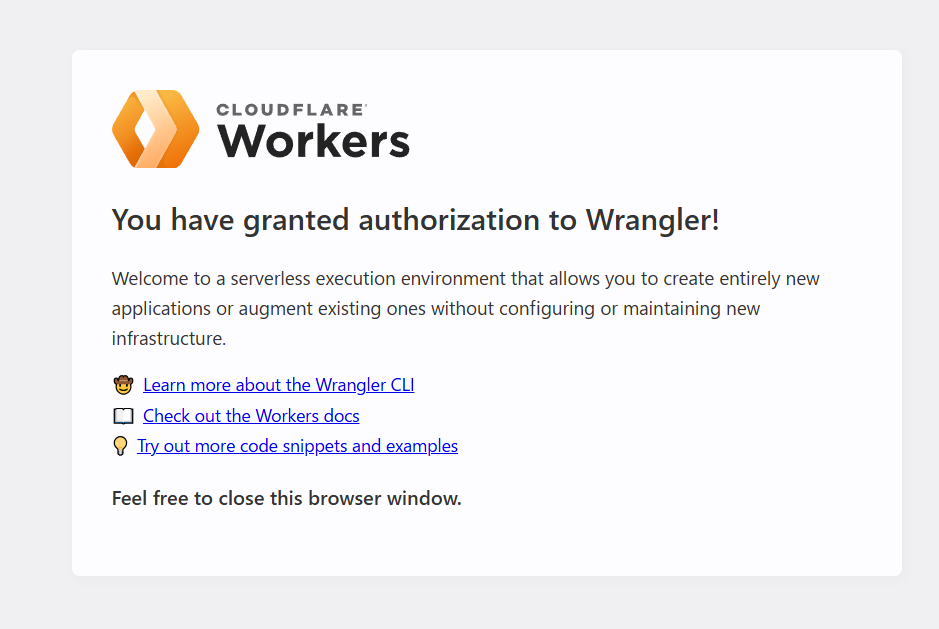 CLOUDFLARE
Workers
You have granted authorization to Wrangler!
Welcome to a serverless execution environment that allows you to create entirely new
applications or augment existing ones without configuring or maintaining new
infrastructure.
Learn more about the Wrangler CLI
Check out the Workers docs
Try out more code snippets and examples
Feel free to close this browser window.